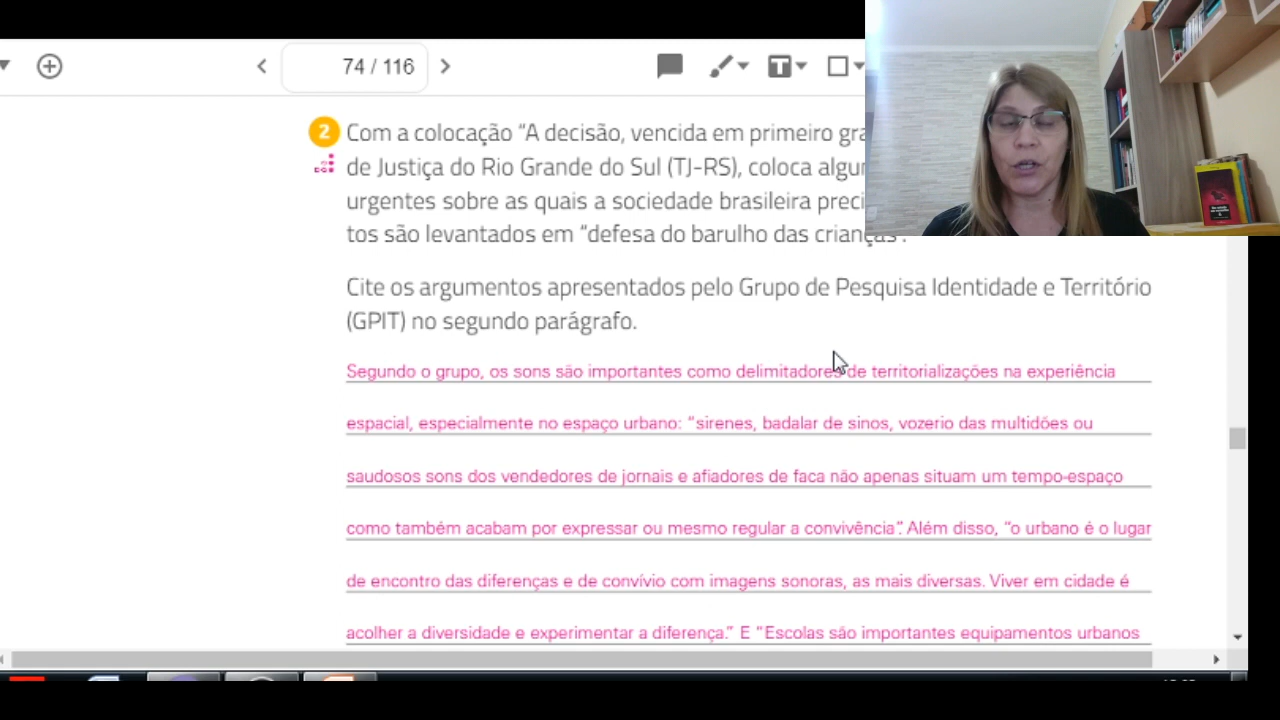 74 / 116
T
2 Com a colocação “A decisão, vencida em primeiro
de Justiça do Rio Grande do Sul (TJ-RS), coloca
urgentes sobre as quais a sociedade brasileira
tos são levantados em “defesa do barulho das crianças”.
Cite os argumentos apresentados pelo Grupo de Pesquisa Identidade e Território
(GPIT) no segundo parágrafo.
Segundo o grupo, os sons são importantes como delimitadores de territorializações na experiência
espacial, especialmente no espaço urbano: “sirenes, badalar de sinos, vozerio das multidões ou
saudosos sons dos vendedores de jornais e afiadores de faca não apenas situam um tempo-espaço
como também acabam por expressar ou mesmo regular a convivência”. Além disso, “o urbano é o lugar
de encontro das diferenças e de convívio com imagens sonoras, as mais diversas. Viver em cidade é
acolher a diversidade e experimentar a diferença.” E “Escolas são importantes equipamentos urbanos